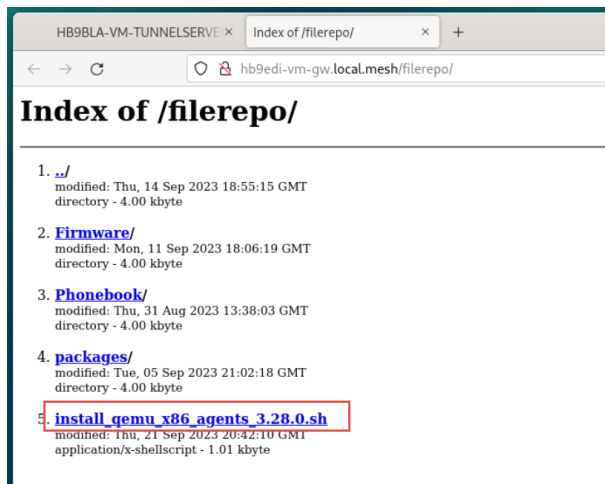 HB9BLA-VM-TUNNELSERVE
Index of /filerepo/
hb9edi-vm-gw.local.mesh/filerepo/
Index of /filerepo/
1. ../
modified: Thu, 14 Sep 2023 18:55:15 GMT
directory - 4.00 kbyte
2. Firmware/
modified: Mon, 11 Sep 2023 18:06:19 GMT
directory - 4.00 kbyte
3. Phonebook/
modified: Thu, 31 Aug 2023 13:38:03 GMT
directory - 4.00 kbyte
4. packages/
modified: Tue, 05 Sep 2023 21:02:18 GMT
directory - 4.00 kbyte
5. install_qemu_x86_agents_3.28.0.sh
modified: Thu, 21 Sep 2023 20:42:10 GMT
application/x-shellscript - 1.01 kbyte